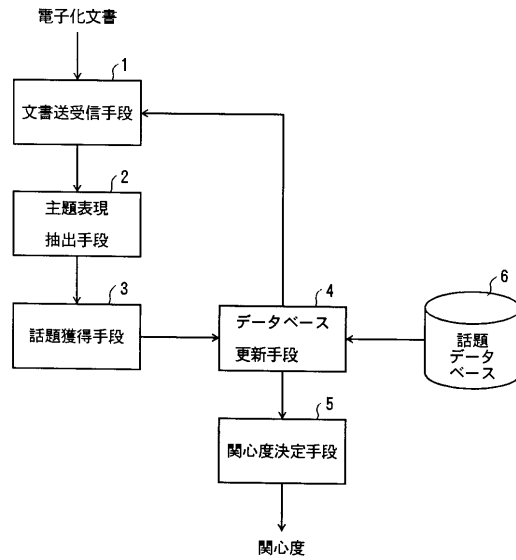 電子化文書
1
文書送受信手段
2
主題表現
抽出手段
3
話題獲得手段
4
データベース
更新手段
5
関心度決定手段
6
話題
データ
ベース
関心度